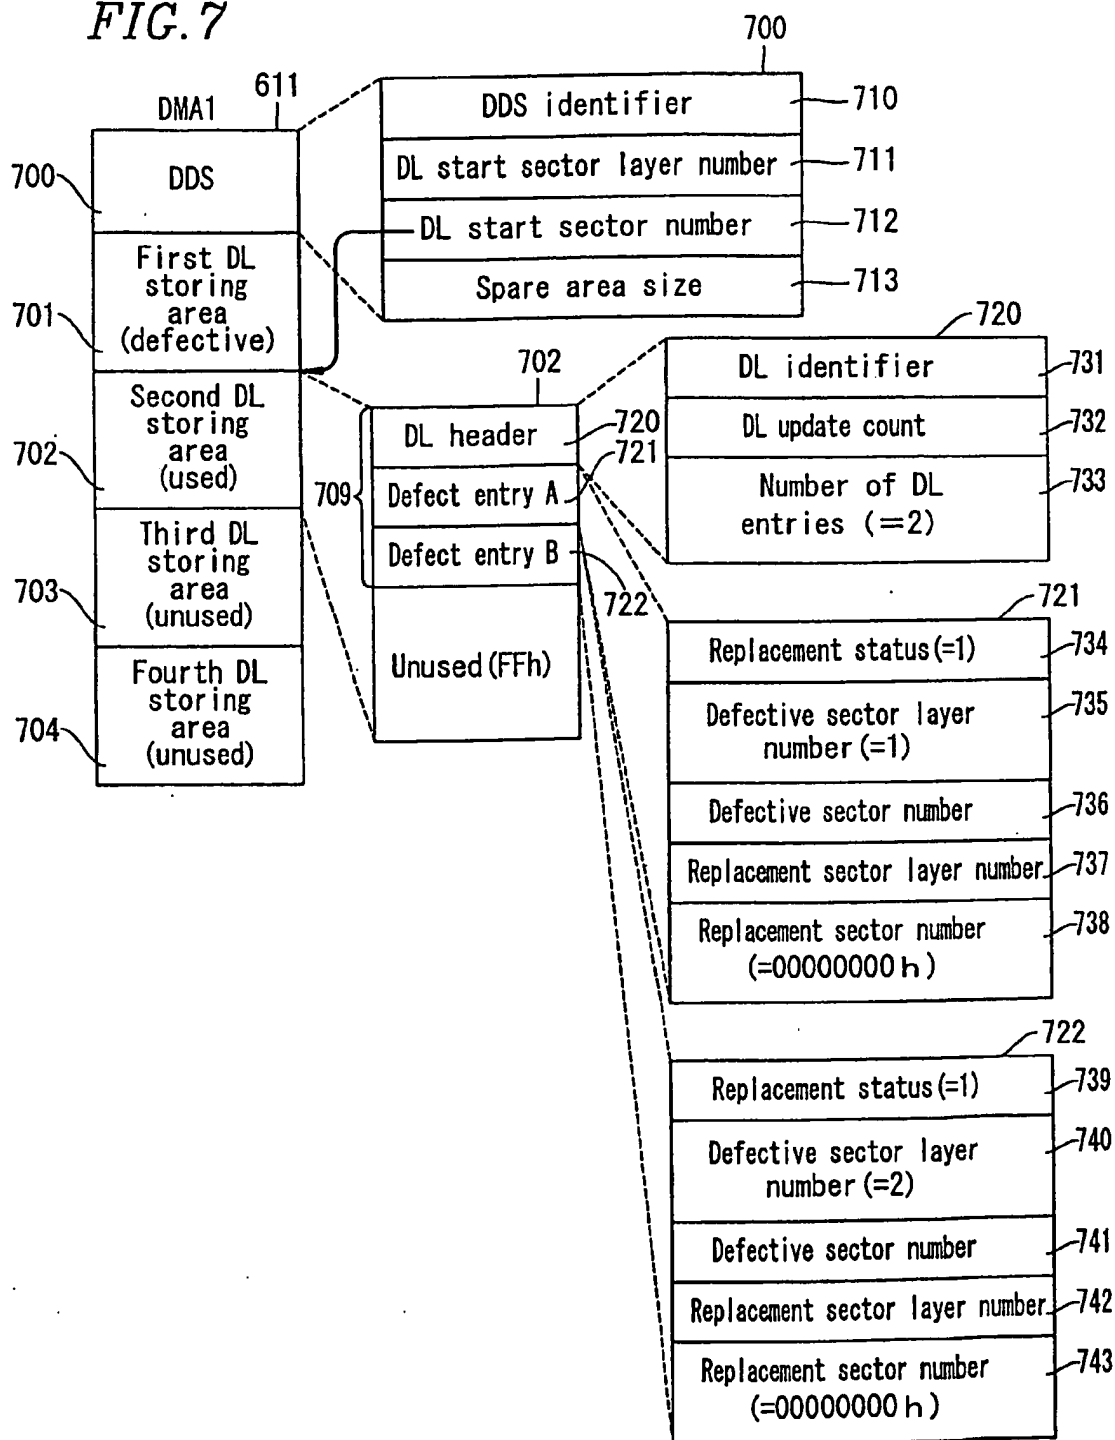 FIG. 7
DMA1
611
700
DDS
First DL
storing
area
(defective)
701
Second DL
storing
area
(used)
702
Third DL
storing
area
(unused)
703
Fourth DL
storing
area
(unused)
704
700
DDS identifier
710
DL start sector layer number
711
DL start sector number
712
Spare area size
713
702
709
DL header
720
Defect entry A
721
Defect entry B
722
Unused(FFh)
720
DL identifier
731
DL update count
732
Number of DL
entries (=2)
733
721
Replacement status(=1)
734
Defective sector layer
number(=1)
735
Defective sector number
736
Replacement sector layer number
737
Replacement sector number
(=00000000h)
738
722
Replacement status(=1)
739
Defective sector layer
number(=2)
740
Defective sector number
741
Replacement sector layer number
742
Replacement sector number
(=00000000h)
743